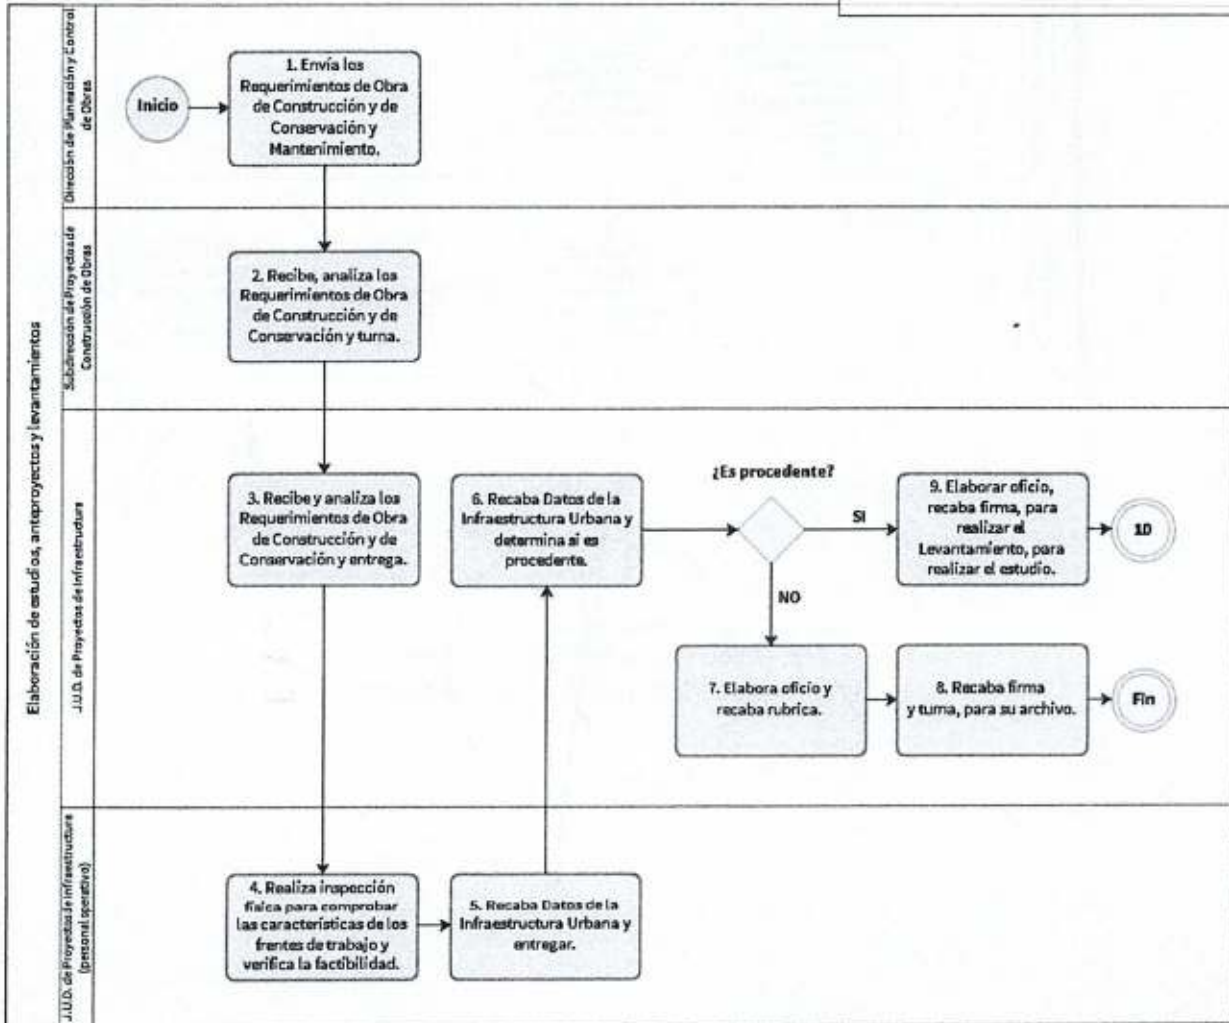 Elaboración de estudios, anteproyectos y levantamientos
Dirección de Planeación y Control
de Obras
Inicio
1. Envía los
Requerimientos de Obra
de Construcción y de
Conservación y
Mantenimiento.
Subdirección de Proyectos de
Construcción de Obras
2. Recibe, analiza los
Requerimientos de Obra
de Construcción y de
Conservación y turna.
J.U.D. de Proyectos de Infraestructura
3. Recibe y analiza los
Requerimientos de Obra
de Construcción y de
Conservación y entrega.
6. Recaba Datos de la
Infraestructura Urbana y
determina si es
procedente.
¿Es procedente?
SI
NO
9. Elaborar oficio,
recaba firma, para
realizar el
Levantamiento, para
realizar el estudio.
10
7. Elabora oficio y
recaba rubrica.
8. Recaba firma
y turna, para su archivo.
Fin
J.U.D. de Proyectos de Infraestructura
(personal operativo)
4. Realiza inspección
física para comprobar
las características de los
frentes de trabajo y
verifica la factibilidad.
5. Recaba Datos de la
Infraestructura Urbana y
entregar.